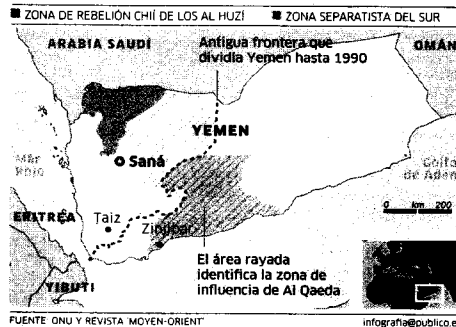 ZONA DE REBELIÓN CHIÍ DE LOS AL HUZÍ
ZONA SEPARATISTA DEL SUR
ARABIA SAUDÍ
Antigua frontera que
dividía Yemen hasta 1990
OMÁN
YEMEN
Saná
Mar
Rojo
Golfo
de Adén
ERITREA
Taiz
Zinjibar
0 km 200
El área rayada
identifica la zona de
influencia de Al Qaeda
YIBUTI
FUENTE: ONU Y REVISTA 'MOYEN-ORIENT'
infografia@publico.e